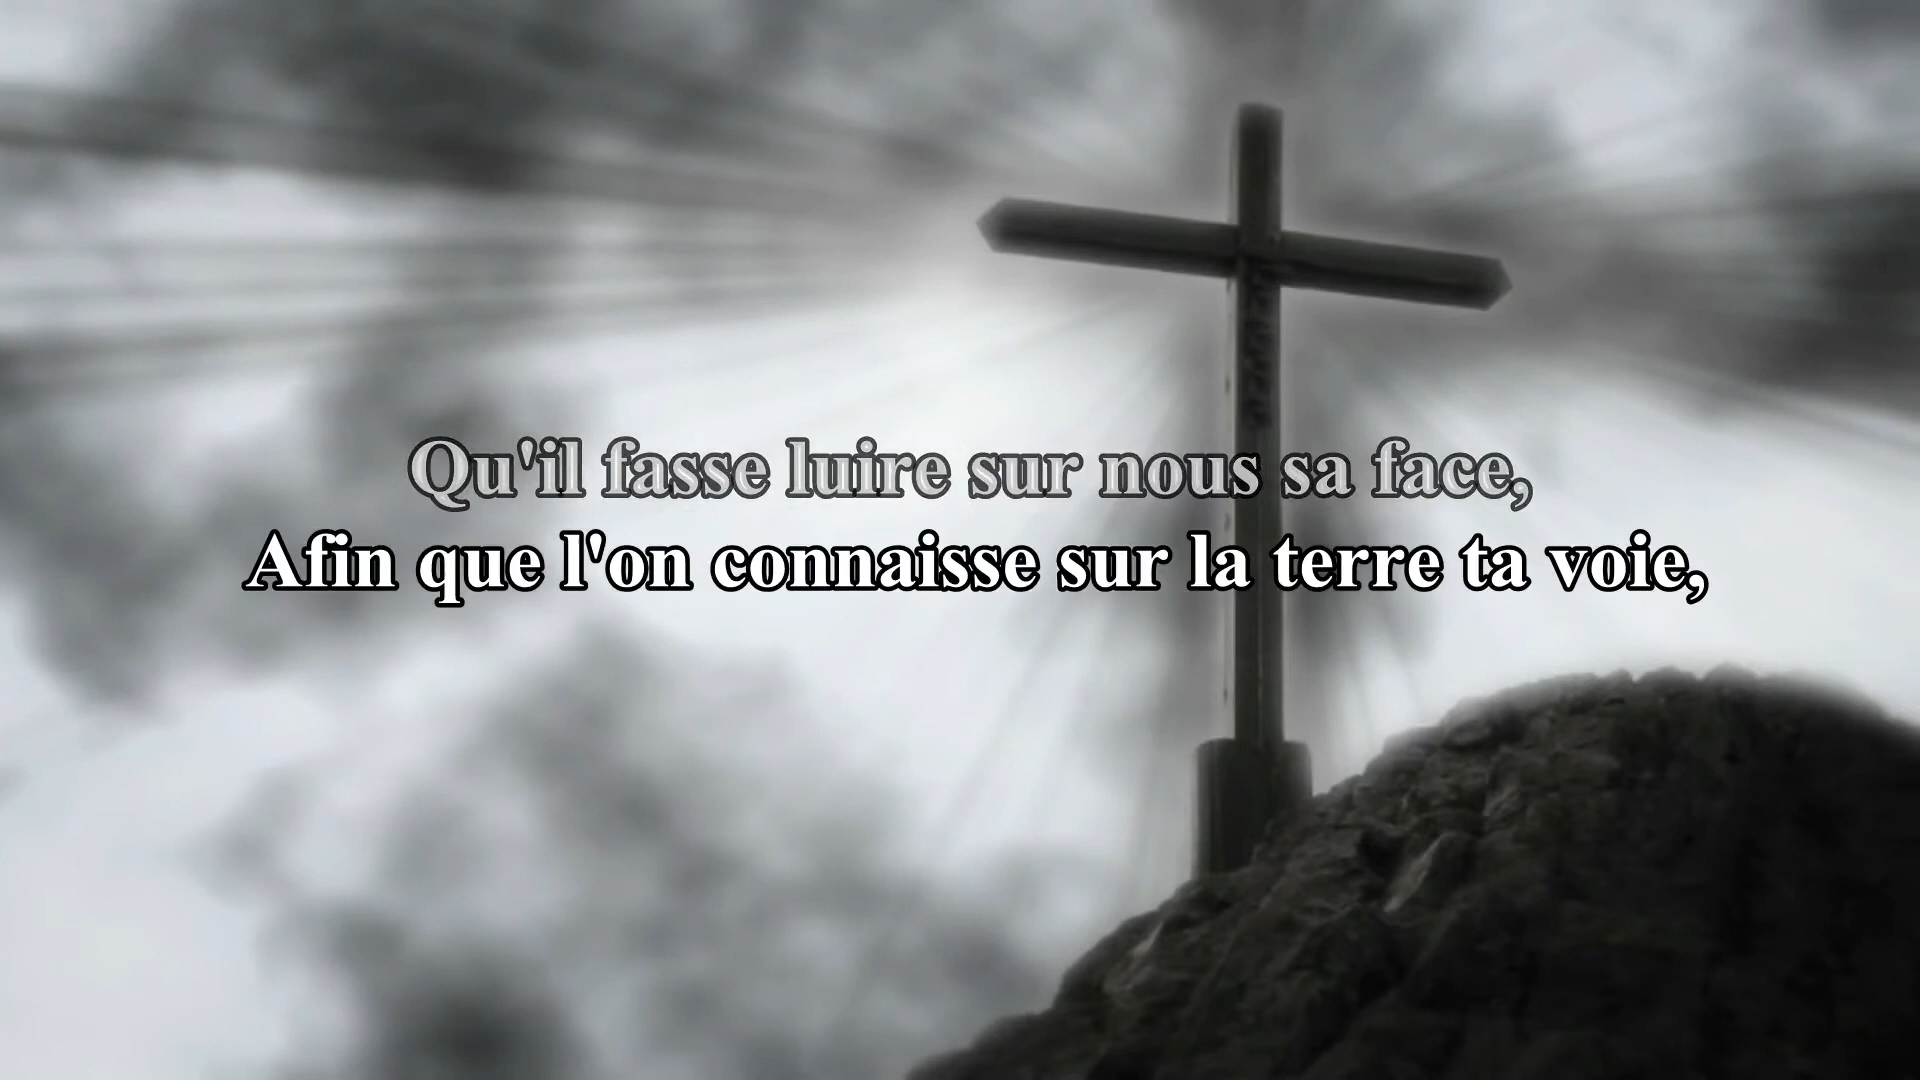 Qu'il fasse luire sur nous sa face,
Afin que l'on connaisse sur la terre ta voie,